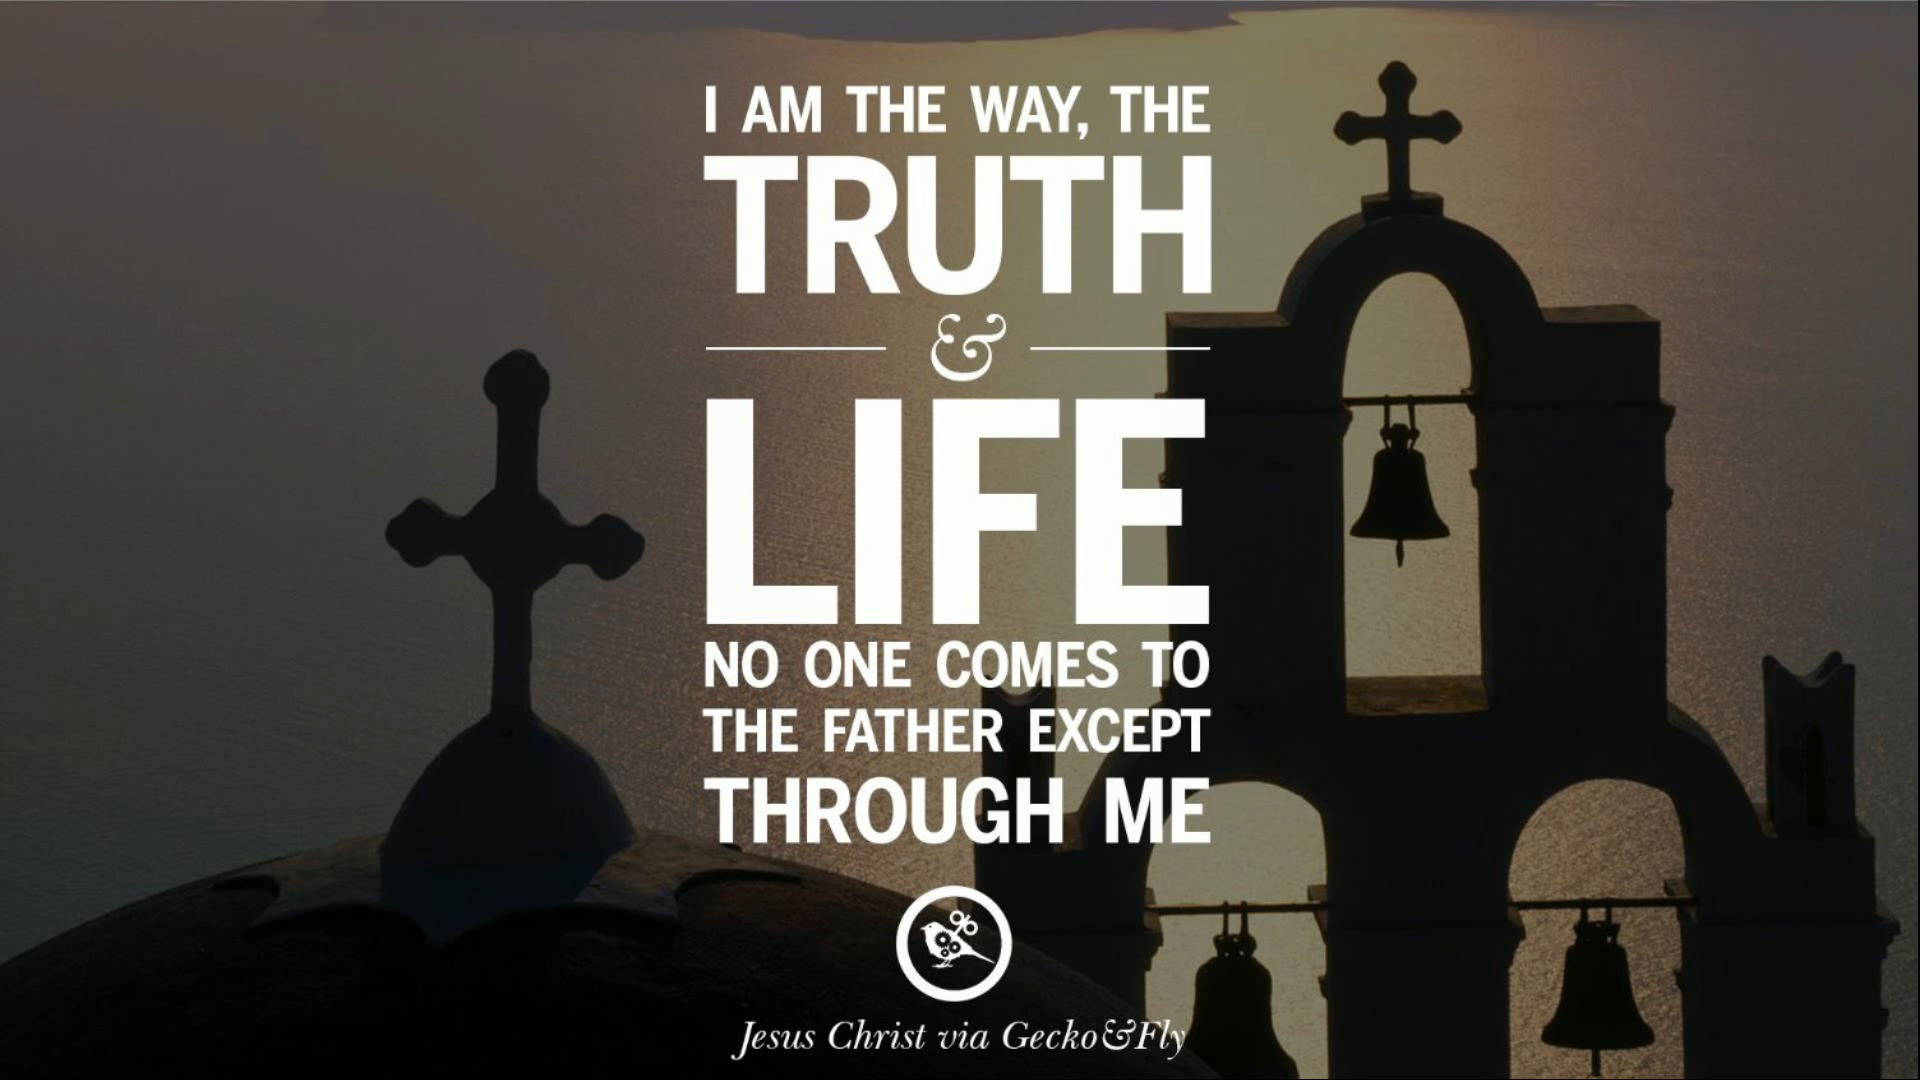 I AM THE WAY, THE
TRUTH
&
LIFE
NO ONE COMES TO
THE FATHER EXCEPT
THROUGH ME
Jesus Christ via Gecko&Fly